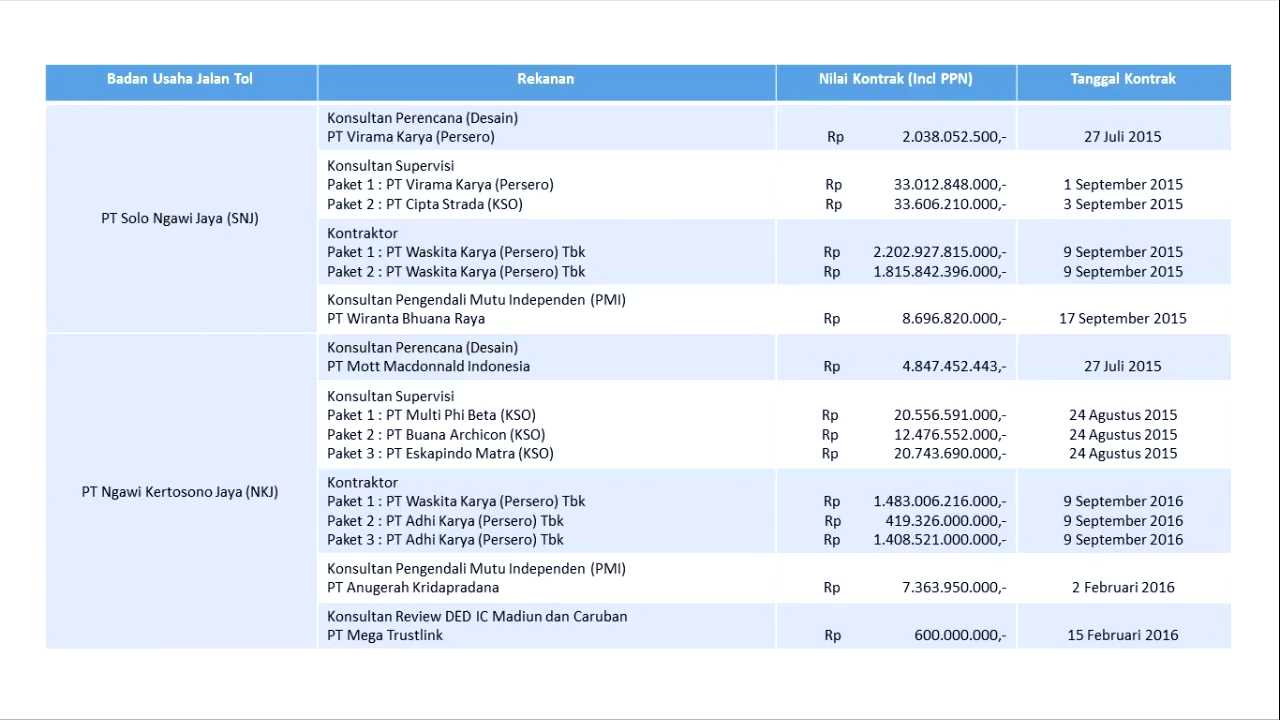 Badan Usaha Jalan Tol Rekanan Nilai Kontrak (Incl PPN) Tanggal Kontrak
PT Solo Ngawi Jaya (SNJ)
Konsultan Perencana (Desain)
PT Virama Karya (Persero) Rp 2.038.052.500,- 27 Juli 2015
Konsultan Supervisi
Paket 1 : PT Virama Karya (Persero) Rp 33.012.848.000,- 1 September 2015
Paket 2 : PT Cipta Strada (KSO) Rp 33.606.210.000,- 3 September 2015
Kontraktor
Paket 1 : PT Waskita Karya (Persero) Tbk Rp 2.202.927.815.000,- 9 September 2015
Paket 2 : PT Waskita Karya (Persero) Tbk Rp 1.815.842.396.000,- 9 September 2015
Konsultan Pengendali Mutu Independen (PMI)
PT Wiranta Bhuana Raya Rp 8.696.820.000,- 17 September 2015
PT Ngawi Kertosono Jaya (NKJ)
Konsultan Perencana (Desain)
PT Mott Macdonnald Indonesia Rp 4.847.452.443,- 27 Juli 2015
Konsultan Supervisi
Paket 1 : PT Multi Phi Beta (KSO) Rp 20.556.591.000,- 24 Agustus 2015
Paket 2 : PT Buana Archicon (KSO) Rp 12.476.552.000,- 24 Agustus 2015
Paket 3 : PT Eskapindo Matra (KSO) Rp 20.743.690.000,- 24 Agustus 2015
Kontraktor
Paket 1 : PT Waskita Karya (Persero) Tbk Rp 1.483.006.216.000,- 9 September 2016
Paket 2 : PT Adhi Karya (Persero) Tbk Rp 419.326.000.000,- 9 September 2016
Paket 3 : PT Adhi Karya (Persero) Tbk Rp 1.408.521.000.000,- 9 September 2016
Konsultan Pengendali Mutu Independen (PMI)
PT Anugerah Kridapradana Rp 7.363.950.000,- 2 Februari 2016
Konsultan Review DED IC Madiun dan Caruban
PT Mega Trustlink Rp 600.000.000,- 15 Februari 2016